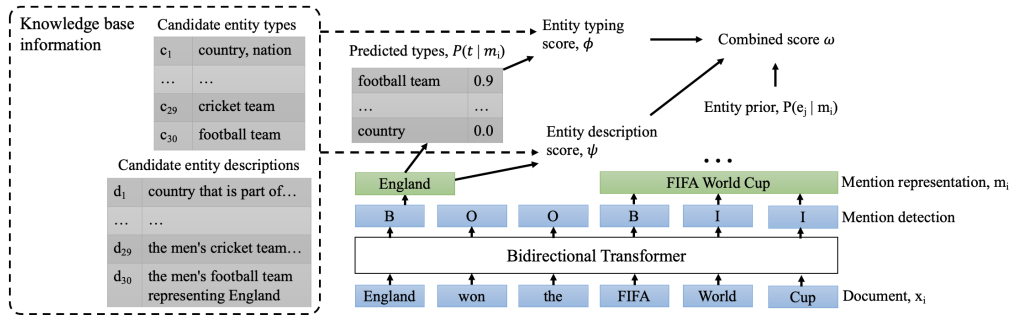 Knowledge base
information
Candidate entity types
c1 country, nation
... ...
c29 cricket team
c30 football team
Candidate entity descriptions
d1 country that is part of...
... ...
d29 the men's cricket team...
d30 the men's football team
representing England
Predicted types, P(t | mi)
football team 0.9
... ...
country 0.0
Entity typing
score, ϕ
Combined score ω
Entity prior, P(ej | mi)
Entity description
score, ψ
...
England
FIFA World Cup
Mention representation, mi
B O O B I I
Mention detection
Bidirectional Transformer
England won the FIFA World Cup
Document, xi